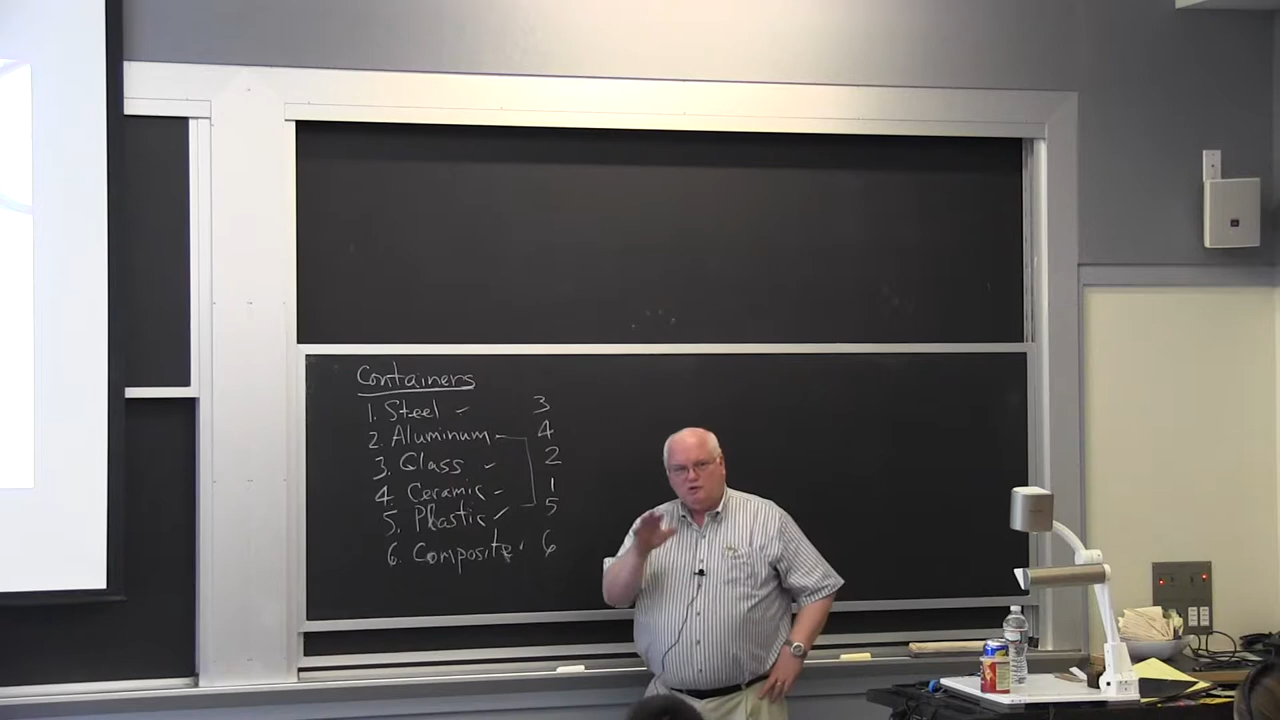 Containers
1. Steel 3
2. Aluminum 4
3. Glass 2
4. Ceramic 1
5. Plastic 5
6. Composite 6